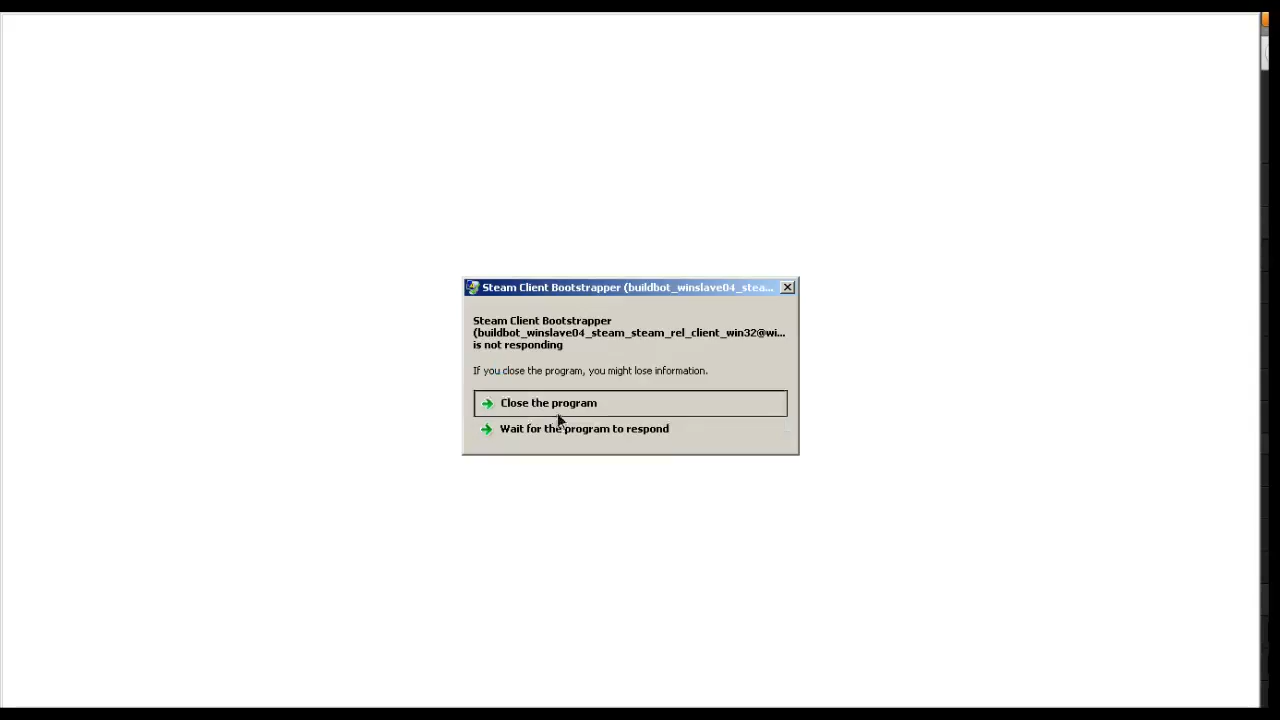 Steam Client Bootstrapper (buildbot_winslave04_stea...
Steam Client Bootstrapper
(buildbot_winslave04_steam_steam_rel_client_win32@wi...
is not responding
If you close the program, you might lose information.
Close the program
Wait for the program to respond